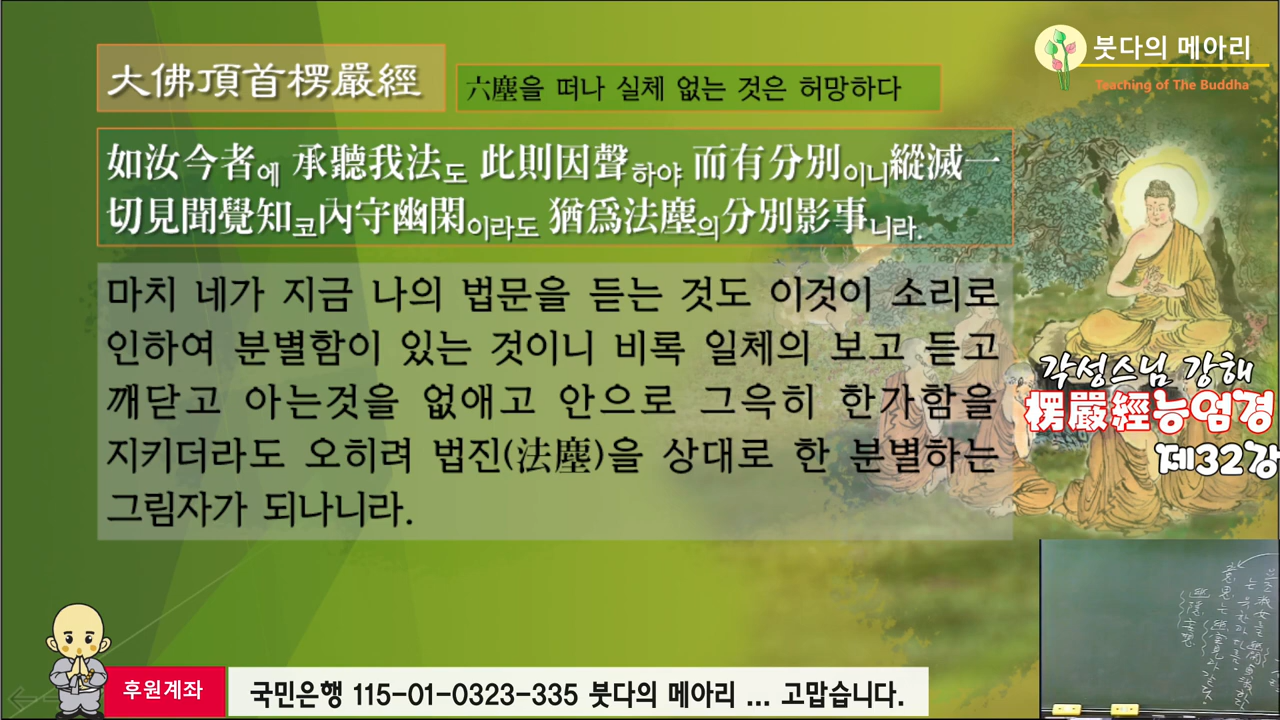 大佛頂首楞嚴經
六塵을 떠나 실체 없는 것은 허망하다
붓다의 메아리
Teaching of The Buddha
如汝今者에 承聽我法도 此則因聲하야 而有分別이니縱滅一
切見聞覺知코內守幽閑이라도 猶爲法塵의分別影事니라.
마치 네가 지금 나의 법문을 듣는 것도 이것이 소리로
인하여 분별함이 있는 것이니 비록 일체의 보고 듣고
깨닫고 아는것을 없애고 안으로 그윽히 한가함을
지키더라도 오히려 법진(法塵)을 상대로 한 분별하는
그림자가 되나니라.
각성스님 강해
楞嚴經능엄경
제32강
후원계좌
국민은행 115-01-0323-335 붓다의 메아리 ... 고맙습니다.